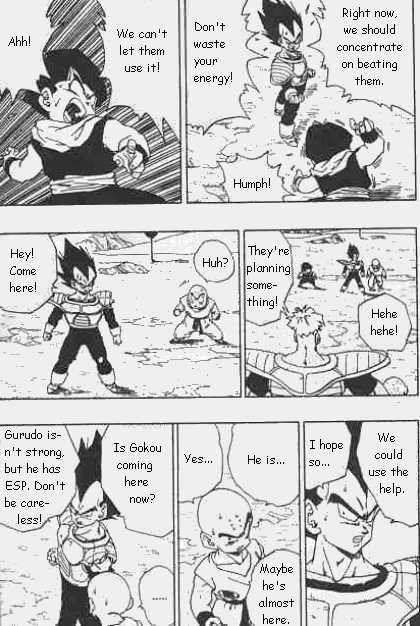 Ahh!
We can't
let them
use it!
Don't
waste
your
energy!
Right now,
we should
concentrate
on beating
them.
Humph!
Hey!
Come
here!
Huh?
They're
planning
some-
thing!
Hehe
hehe!
Gurudo is-
n't strong,
but he has
ESP. Don't
be care-
less!
Is Gokou
coming
here
now?
......
Yes...
He is...
Maybe
he's
almost
here.
I hope
so...
We
could
use the
help.